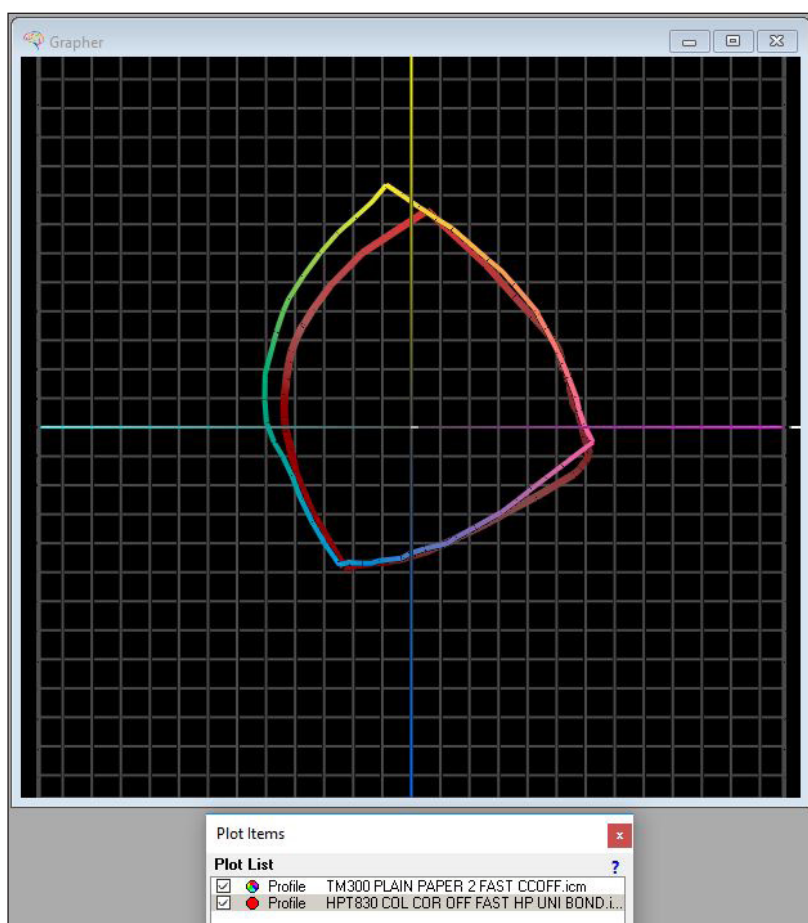 Grapher
Plot Items
Plot List ?
Profile TM300 PLAIN PAPER 2 FAST CCOFF.icm
Profile HPT830 COL COR OFF FAST HP UNI BOND.i...